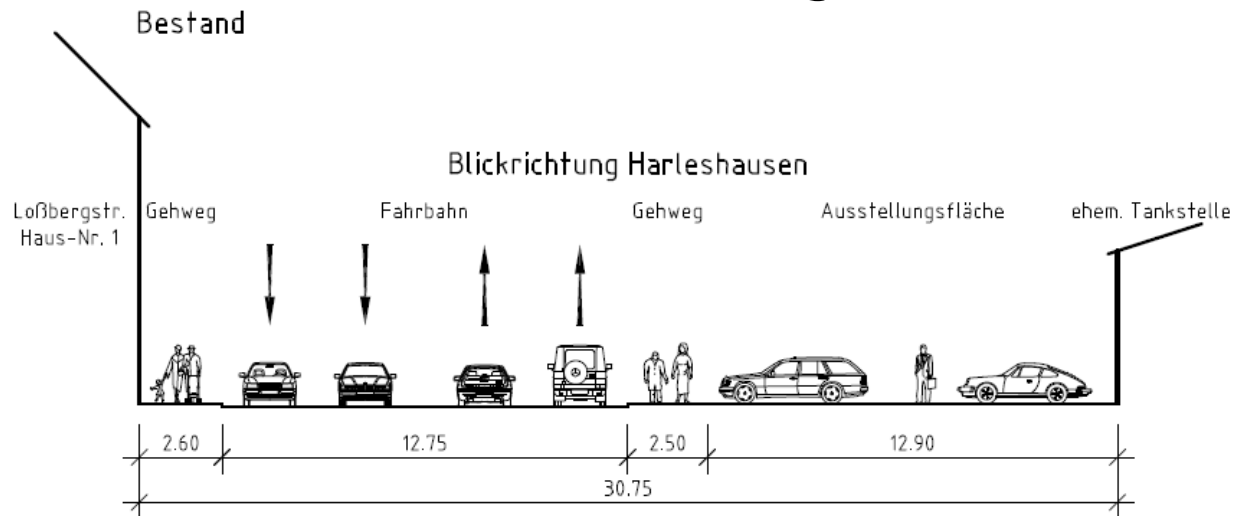 Bestand
Blickrichtung Harleshausen
Loßbergstr. Gehweg Fahrbahn Gehweg Ausstellungsfläche ehem. Tankstelle
Haus-Nr. 1
2.60 12.75 2.50 12.90
30.75